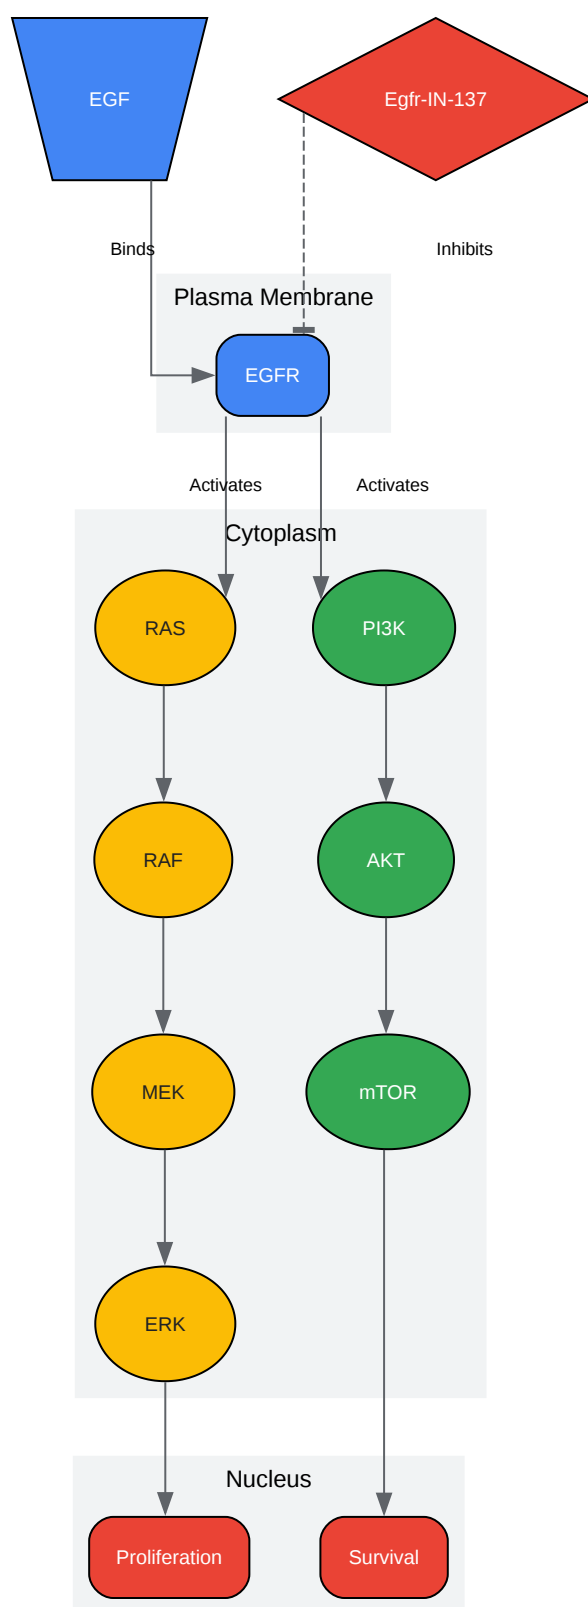 EGF
Egfr-IN-137
Binds
Inhibits
Plasma Membrane
EGFR
Activates
Activates
Cytoplasm
RAS
PI3K
RAF
AKT
MEK
mTOR
ERK
Nucleus
Proliferation
Survival